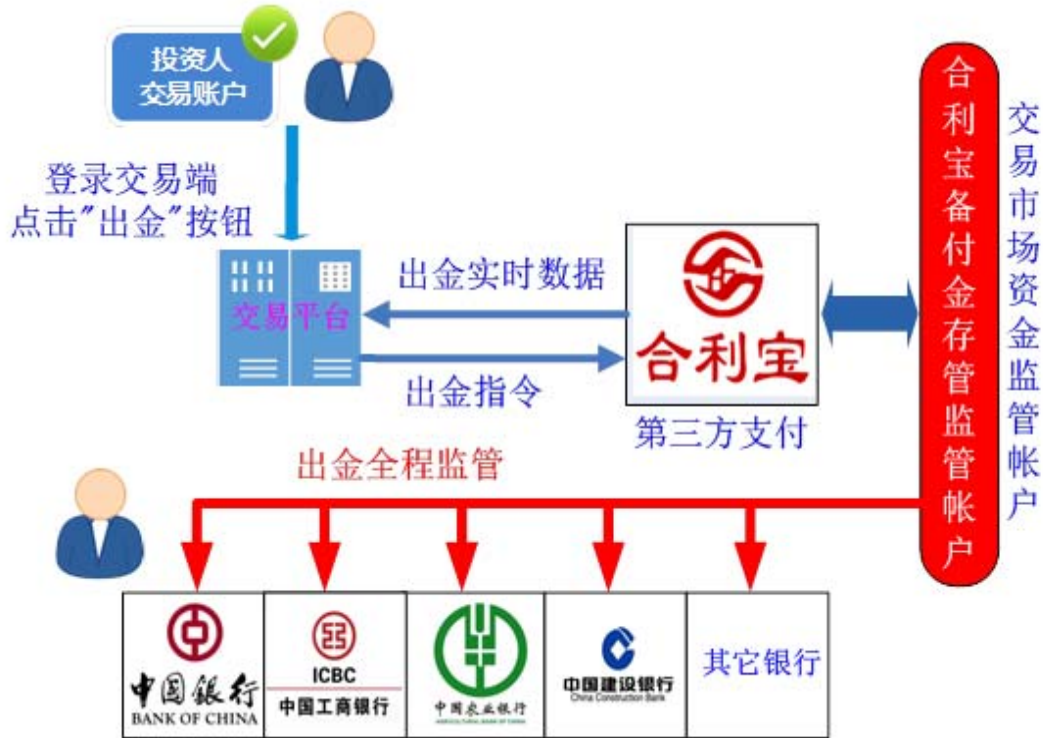 投资人
交易账户
登录交易端
点击"出金"按钮
交易平台
出金实时数据
出金指令
合利宝
第三方支付
合利宝备付金存管监管帐户
交易市场资金监管帐户
出金全程监管
中国银行
BANK OF CHINA
ICBC
中国工商银行
中国农业银行
AGRICULTURAL BANK OF CHINA
中国建设银行
China Construction Bank
其它银行